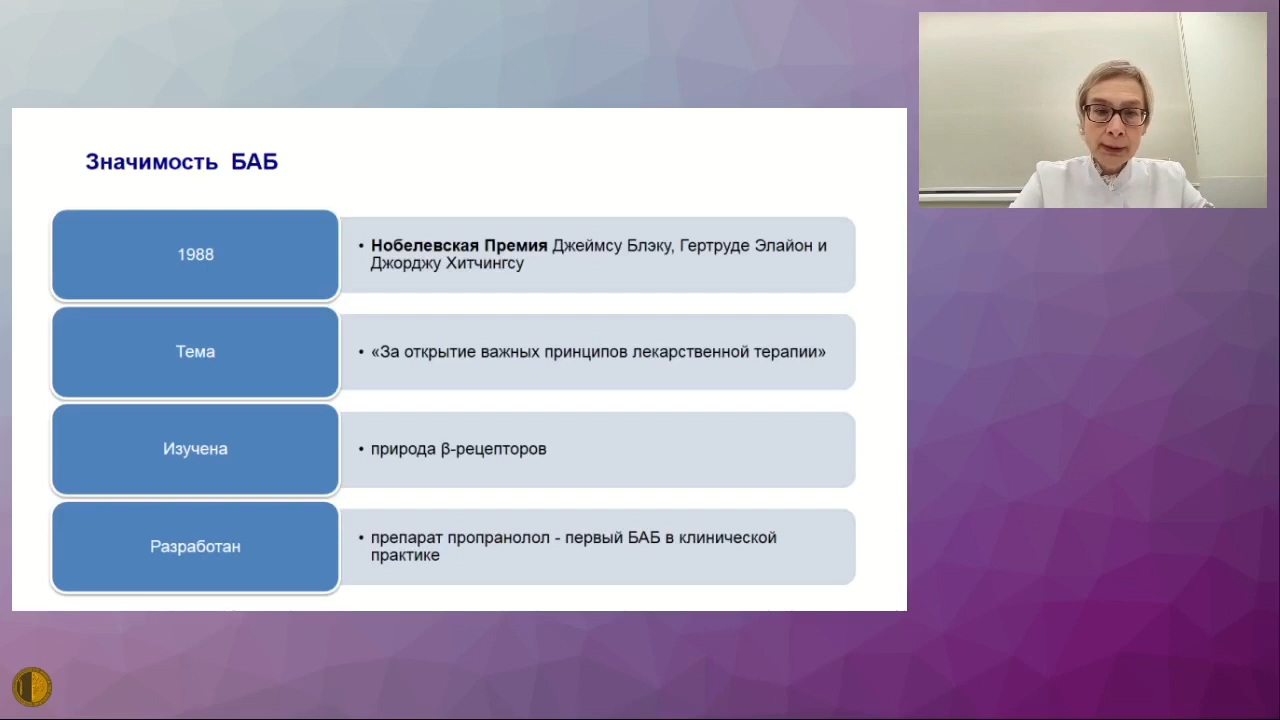 Значимость БАБ
1988
• Нобелевская Премия Джеймсу Блэку, Гертруде Элайон и
Джорджу Хитчингсу
Тема
• «За открытие важных принципов лекарственной терапии»
Изучена
• природа β-рецепторов
Разработан
• препарат пропранолол - первый БАБ в клинической
практике